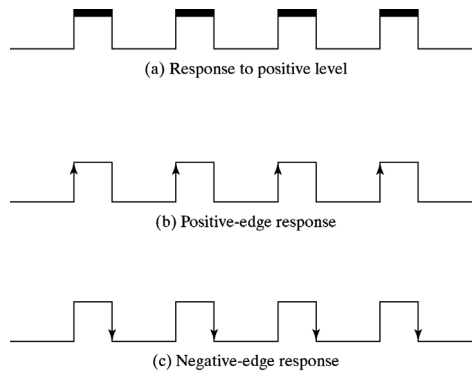 (a) Response to positive level
(b) Positive-edge response
(c) Negative-edge response